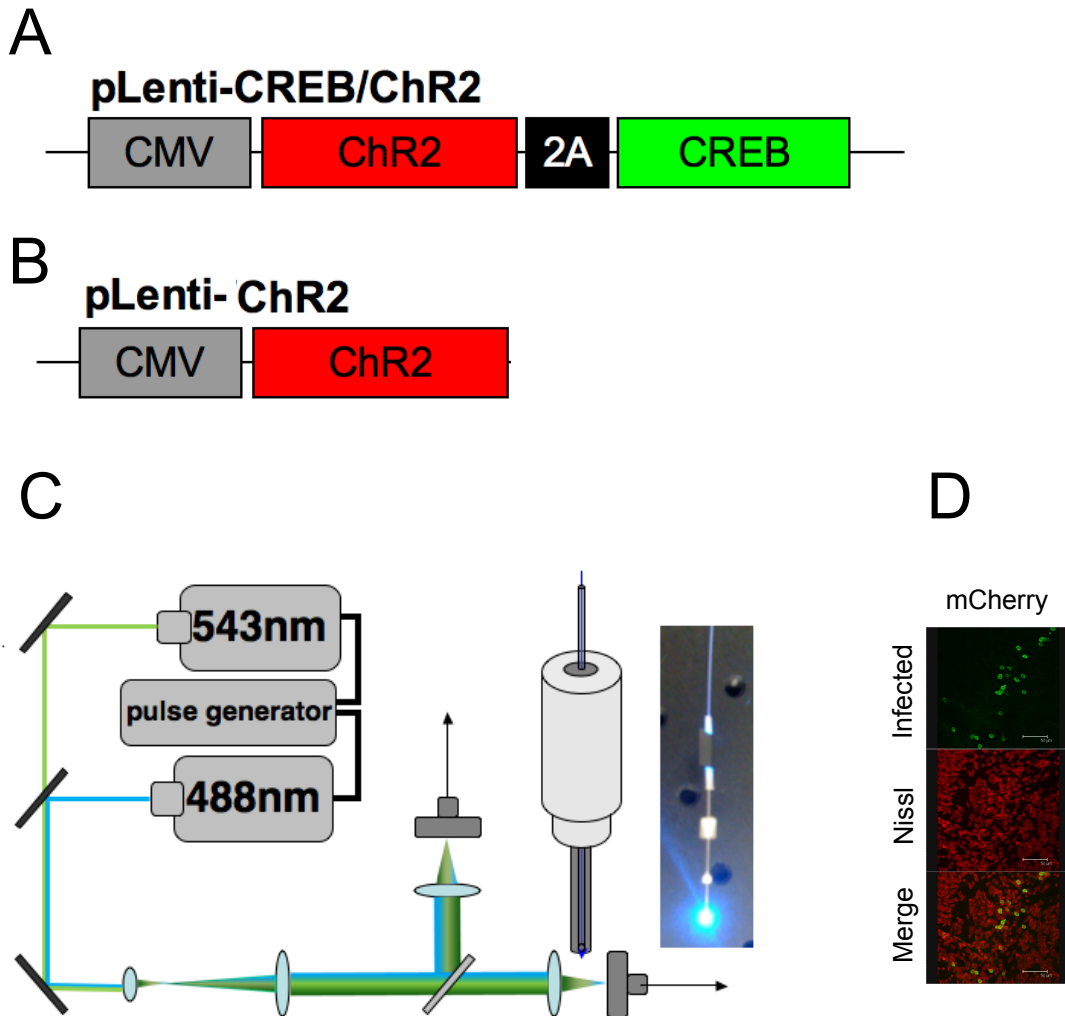 A
pLenti-CREB/ChR2
CMV ChR2 2A CREB
B
pLenti-'ChR2
CMV ChR2
C
D
543nm
pulse generator
488nm
mCherry
Infected
Nissl
Merge